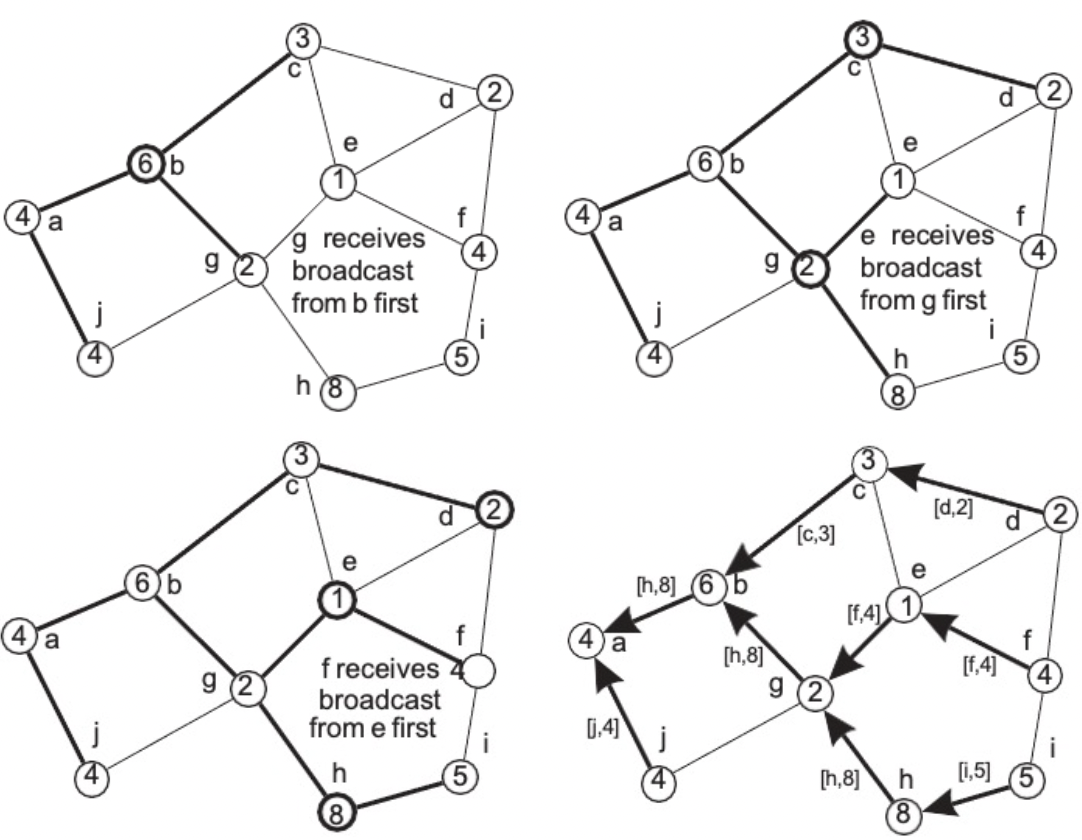 3
c
2
d
e
6
b
1
4
a
f
4
g receives
broadcast
from b first
g
2
j
4
i
5
h
8
3
c
2
d
e
6
b
1
4
a
f
4
e receives
broadcast
from g first
g
2
j
4
i
5
h
8
3
c
2
d
e
6
b
1
4
a
f
4
f receives
broadcast
from e first
g
2
j
4
i
5
h
8
3
c
[d,2]
2
d
[c,3]
e
[h,8]
6
b
1
[f,4]
4
a
f
[f,4]
4
[h,8]
g
2
[j,4]
j
4
i
[i,5]
5
[h,8]
h
8